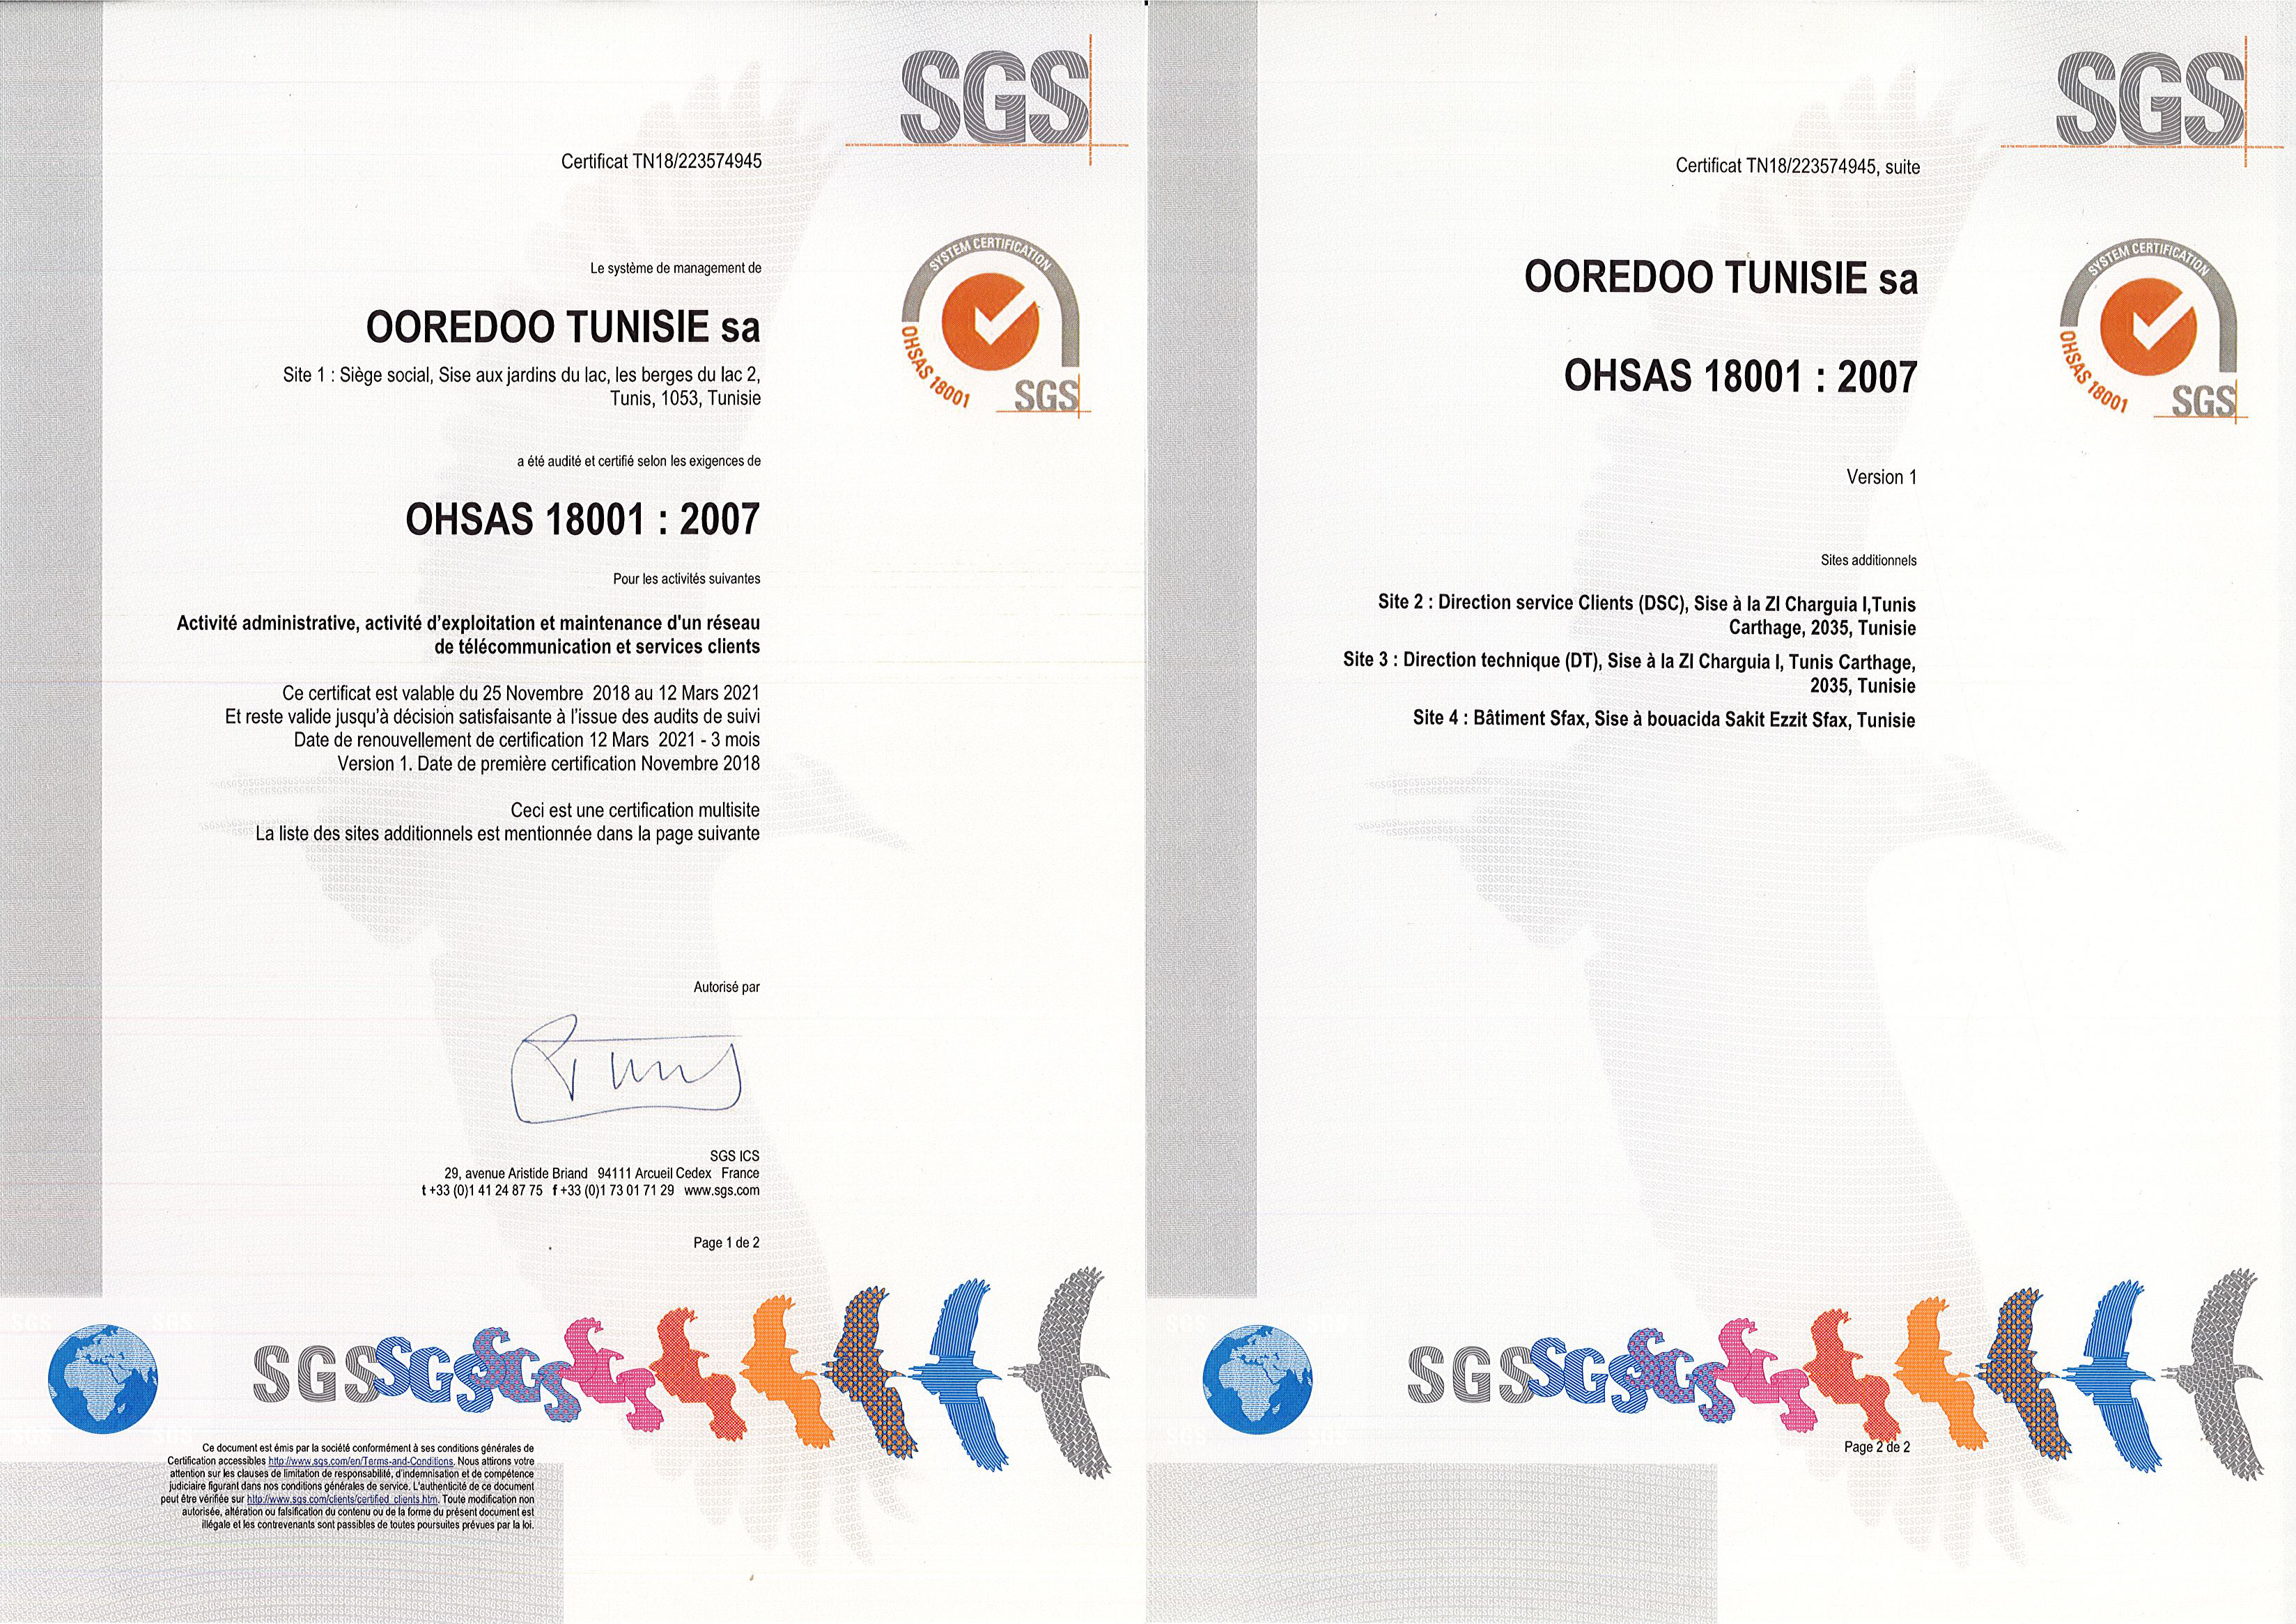 SGS
Certificat TN18/223574945
SYSTEM CERTIFICATION
OHSAS 18001
SGS
Le système de management de
OOREDOO TUNISIE sa
Site 1 : Siège social, Sise aux jardins du lac, les berges du lac 2,
Tunis, 1053, Tunisie
a été audité et certifié selon les exigences de
OHSAS 18001 : 2007
Pour les activités suivantes
Activité administrative, activité d'exploitation et maintenance d'un réseau
de télécommunication et services clients
Ce certificat est valable du 25 Novembre 2018 au 12 Mars 2021
Et reste valide jusqu'à décision satisfaisante à l'issue des audits de suivi
Date de renouvellement de certification 12 Mars 2021 - 3 mois
Version 1. Date de première certification Novembre 2018
Ceci est une certification multisite
La liste des sites additionnels est mentionnée dans la page suivante
Autorisé par
SGS ICS
29, avenue Aristide Briand 94111 Arcueil Cedex France
t +33 (0)1 41 24 87 75 f +33 (0)1 73 01 71 29 www.sgs.com
Page 1 de 2
SGSSGSSGS
Ce document est émis par la société conformément à ses conditions générales de
Certification accessibles http://www.sgs.com/en/Terms-and-Conditions. Nous attirons votre
attention sur les clauses de limitation de responsabilité, d'indemnisation et de compétence
judiciaire figurant dans nos conditions générales de service. L'authenticité de ce document
peut être vérifiée sur http://www.sgs.com/clients/certified_clients.htm. Toute modification non
autorisée, altération ou falsification du contenu ou de la forme du présent document est
illégale et les contrevenants sont passibles de toutes poursuites prévues par la loi.
SGS
Certificat TN18/223574945, suite
SYSTEM CERTIFICATION
OHSAS 18001
SGS
OOREDOO TUNISIE sa
OHSAS 18001 : 2007
Version 1
Sites additionnels
Site 2 : Direction service Clients (DSC), Sise à la ZI Charguia I,Tunis
Carthage, 2035, Tunisie
Site 3 : Direction technique (DT), Sise à la ZI Charguia I, Tunis Carthage,
2035, Tunisie
Site 4 : Bâtiment Sfax, Sise à bouacida Sakit Ezzit Sfax, Tunisie
SGSSGSSGS
Page 2 de 2